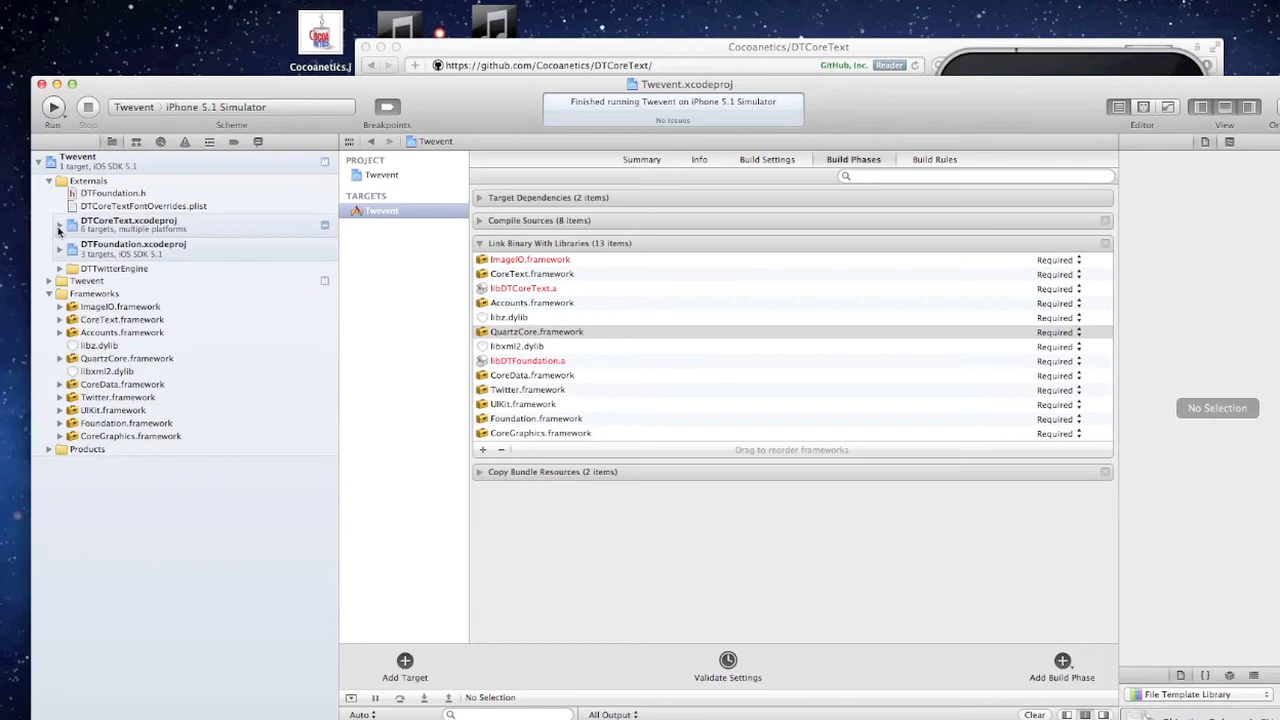 Cocoanetics.j
Cocoanetics/DTCoreText
https://github.com/Cocoanetics/DTCoreText/
GitHub, Inc.
Reader
Twevent.xcodeproj
Run
Stop
Twevent
iPhone 5.1 Simulator
Scheme
Breakpoints
Finished running Twevent on iPhone 5.1 Simulator
No Issues
Editor
View
Or
Twevent
1 target, iOS SDK 5.1
M
Externals
DTFoundation.h
DTCoreTextFontOverrides.plist
DTCoreText.xcodeproj
6 targets, multiple platforms
DTFoundation.xcodeproj
3 targets, iOS SDK 5.1
DTTwitterEngine
Twevent
Frameworks
ImageIO.framework
CoreText.framework
Accounts.framework
libz.dylib
QuartzCore.framework
libxml2.dylib
CoreData.framework
Twitter.framework
UIKit.framework
Foundation.framework
CoreGraphics.framework
Products
Twevent
PROJECT
Twevent
TARGETS
Twevent
Summary
Info
Build Settings
Build Phases
Build Rules
Target Dependencies (2 items)
Compile Sources (8 items)
Link Binary With Libraries (13 items)
ImageIO.framework Required
CoreText.framework Required
libDTCoreText.a Required
Accounts.framework Required
libz.dylib Required
QuartzCore.framework Required
libxml2.dylib Required
libDTFoundation.a Required
CoreData.framework Required
Twitter.framework Required
UIKit.framework Required
Foundation.framework Required
CoreGraphics.framework Required
Drag to reorder frameworks
Copy Bundle Resources (2 items)
No Selection
Add Target
Validate Settings
Add Build Phase
No Selection
File Template Library
Auto
All Output
Clear